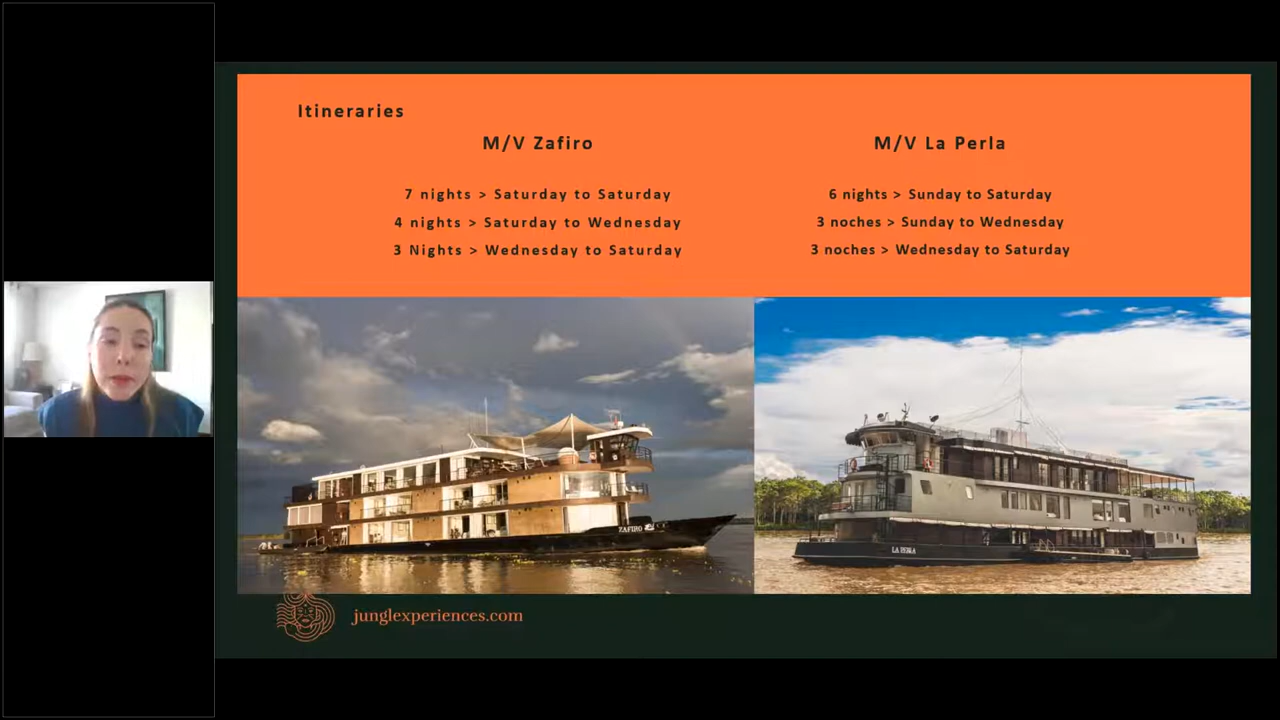 Itineraries
M/V Zafiro
7 nights > Saturday to Saturday
4 nights > Saturday to Wednesday
3 Nights > Wednesday to Saturday
M/V La Perla
6 nights > Sunday to Saturday
3 noches > Sunday to Wednesday
3 noches > Wednesday to Saturday
ZAFIRO
LA PERLA
junglexperiences.com